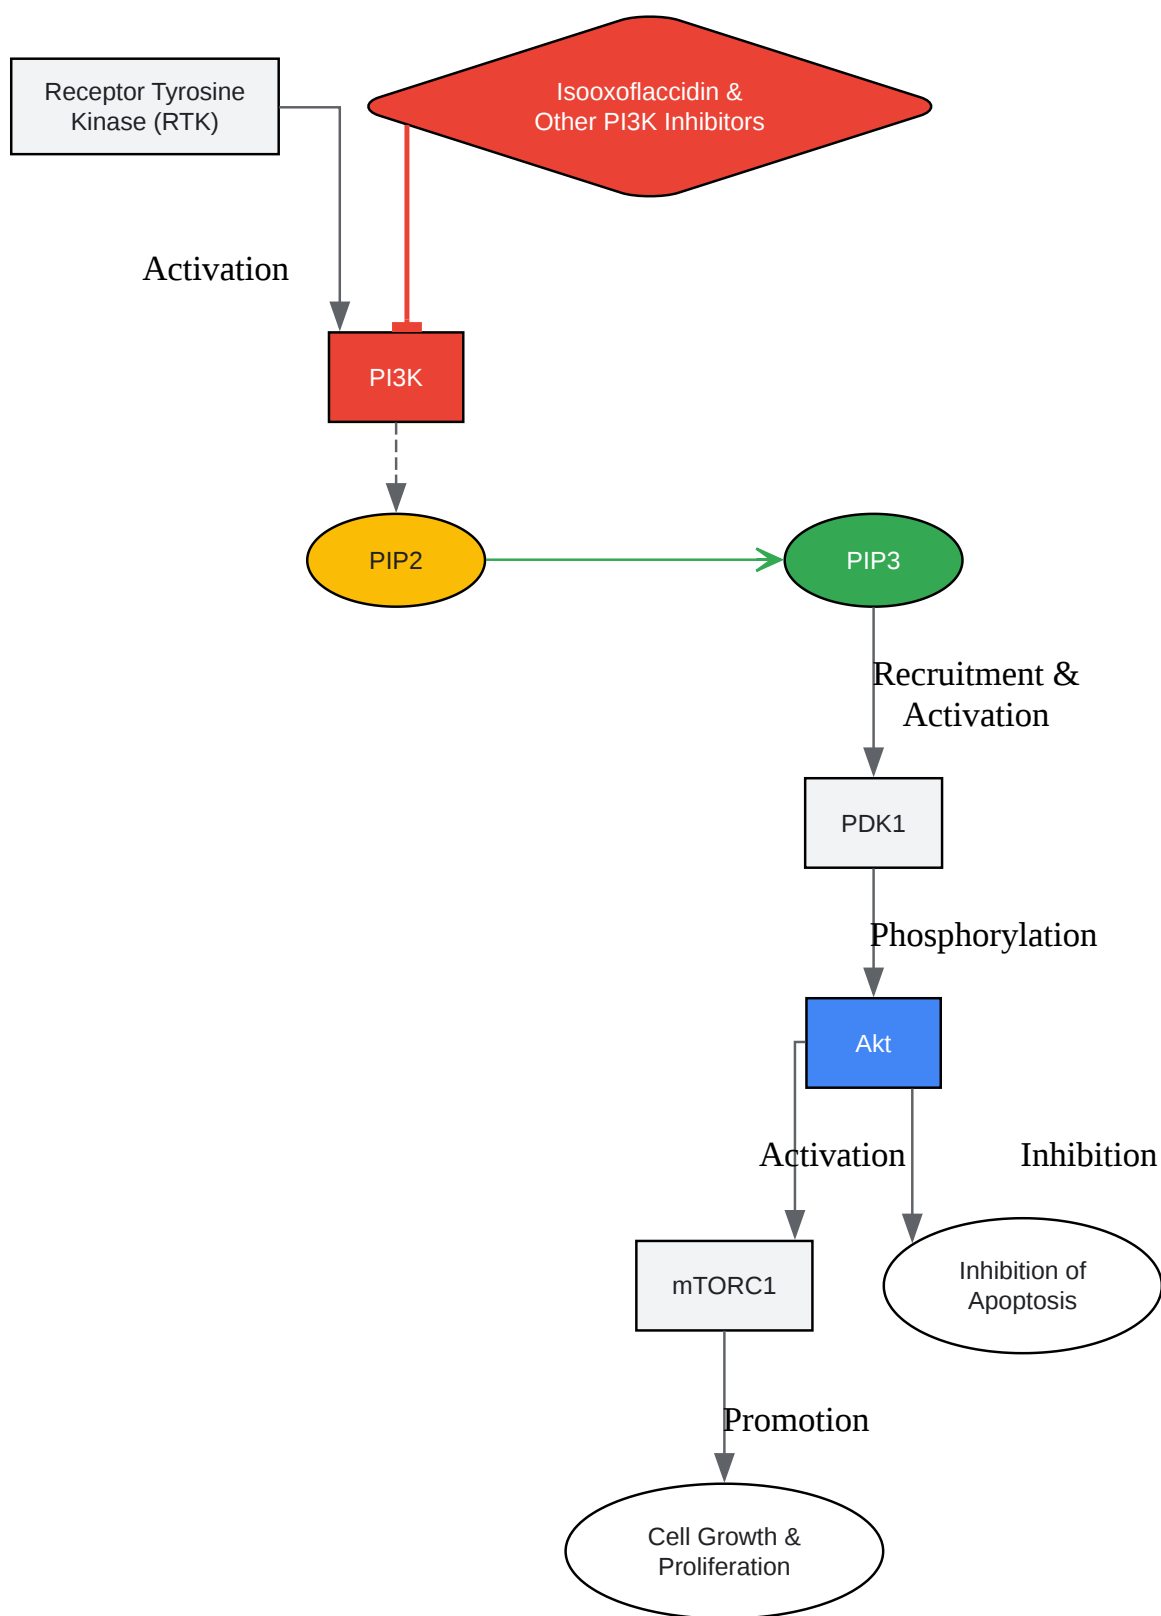 Receptor Tyrosine
Kinase (RTK)
Isooxoflaccidin &
Other PI3K Inhibitors
Activation
PI3K
PIP2
PIP3
Recruitment &
Activation
PDK1
Phosphorylation
Akt
Activation
Inhibition
mTORC1
Inhibition of
Apoptosis
Promotion
Cell Growth &
Proliferation